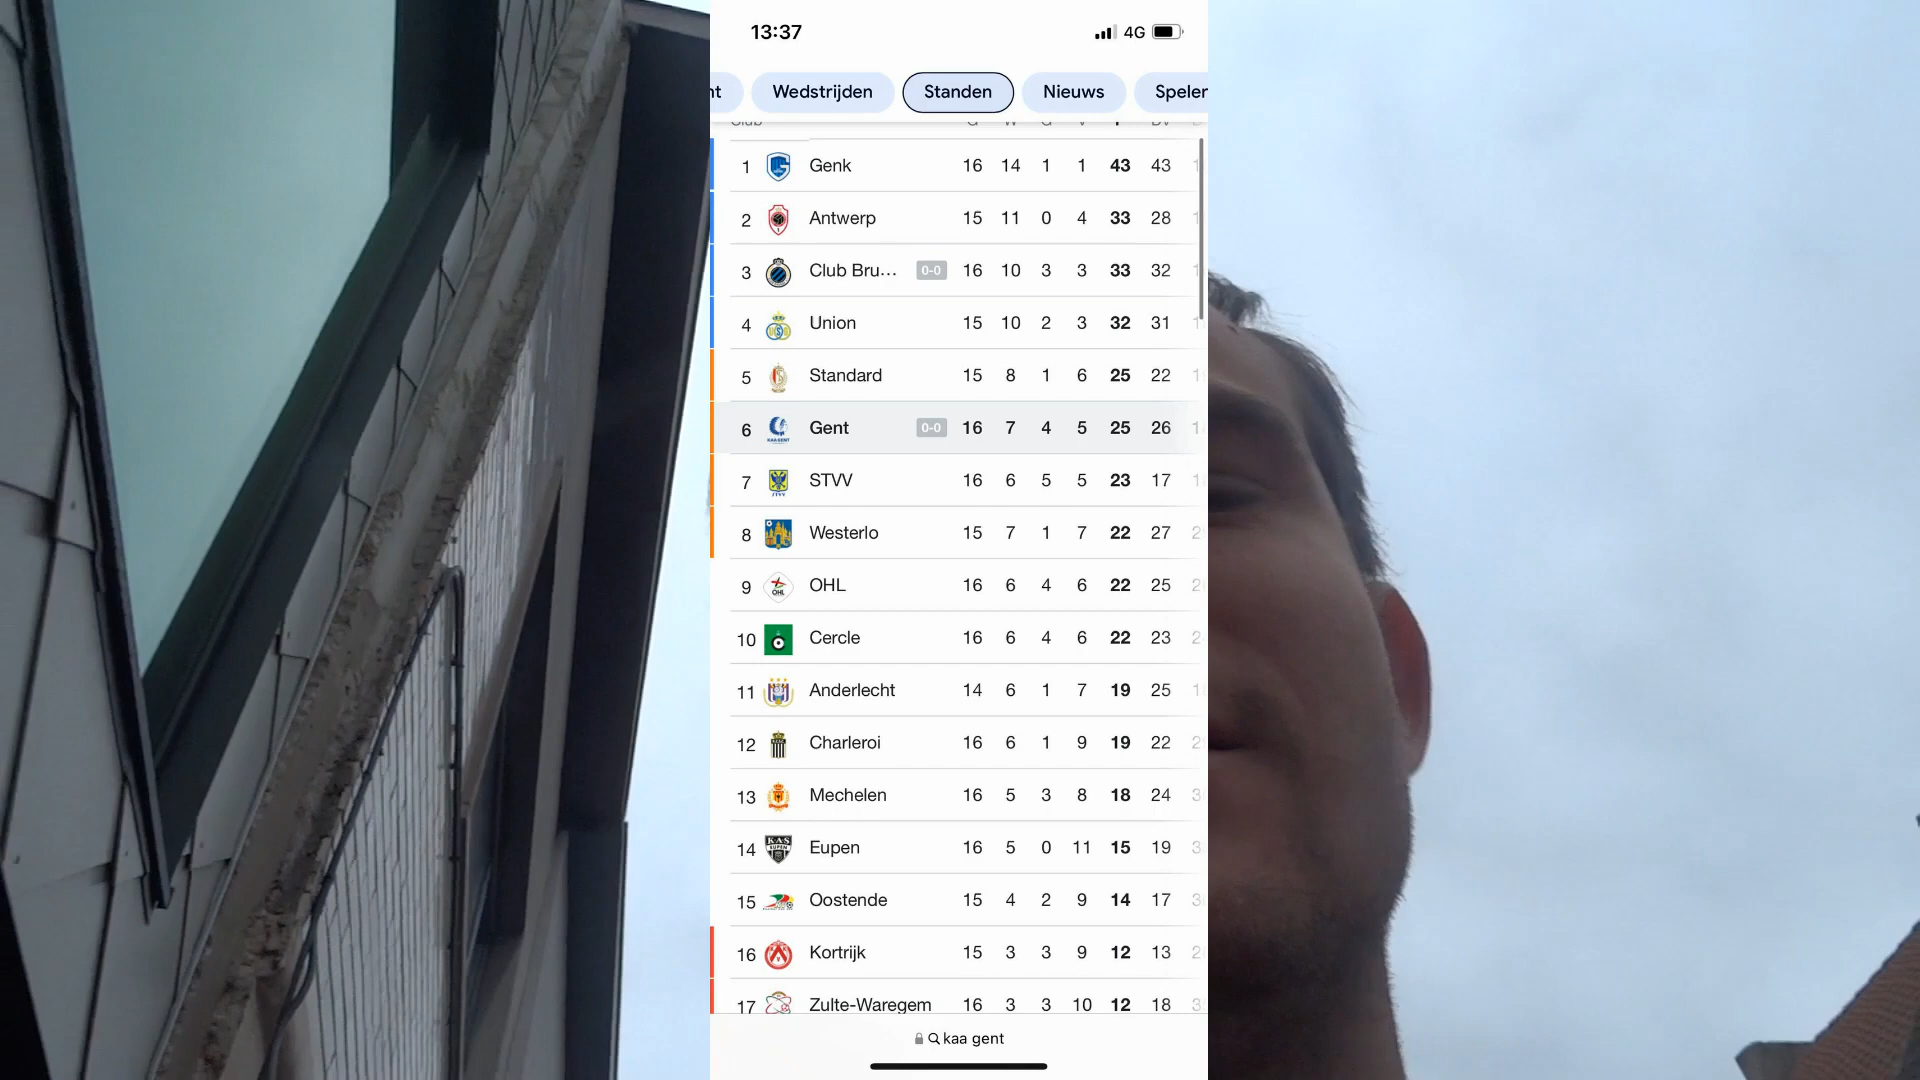 13:37 4G
Wedstrijden Standen Nieuws
1 Genk 16 14 1 1 43 43
2 Antwerp 15 11 0 4 33 28
3 Club Bru... 0-0 16 10 3 3 33 32
4 Union 15 10 2 3 32 31
5 Standard 15 8 1 6 25 22
6 Gent 0-0 16 7 4 5 25 26
7 STVV 16 6 5 5 23 17
8 Westerlo 15 7 1 7 22 27
9 OHL 16 6 4 6 22 25
10 Cercle 16 6 4 6 22 23
11 Anderlecht 14 6 1 7 19 25
12 Charleroi 16 6 1 9 19 22
13 Mechelen 16 5 3 8 18 24
14 Eupen 16 5 0 11 15 19
15 Oostende 15 4 2 9 14 17
16 Kortrijk 15 3 3 9 12 13
17 Zulte-Waregem 16 3 3 10 12 18
kaa gent